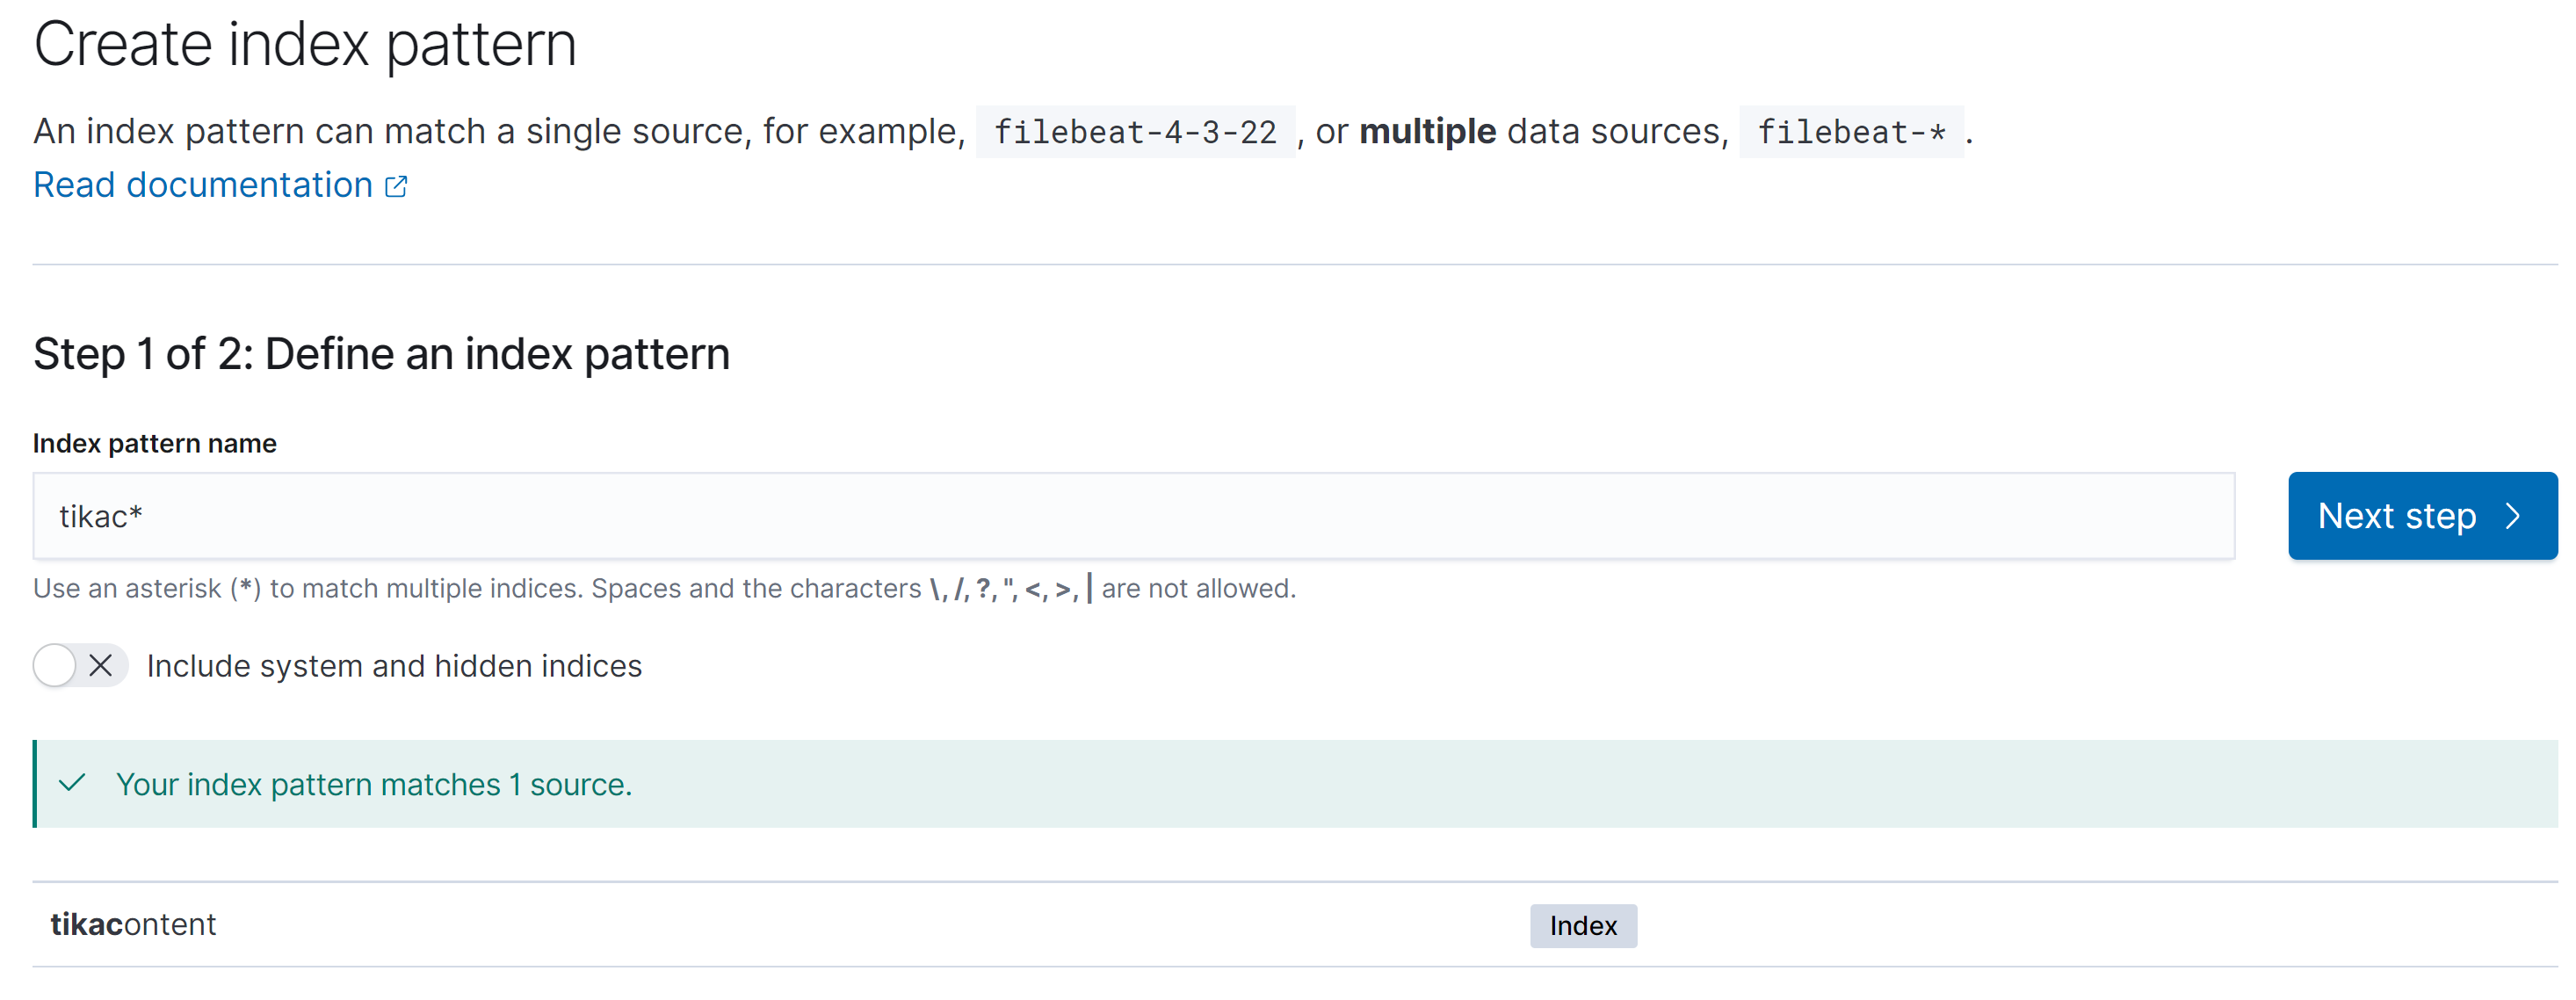 Create index pattern
An index pattern can match a single source, for example, filebeat-4-3-22 , or multiple data sources, filebeat-* .
Read documentation
Step 1 of 2: Define an index pattern
Index pattern name
tikac*
Next step
Use an asterisk (*) to match multiple indices. Spaces and the characters \, /, ?, ", <, >, | are not allowed.
Include system and hidden indices
Your index pattern matches 1 source.
tikacontent Index